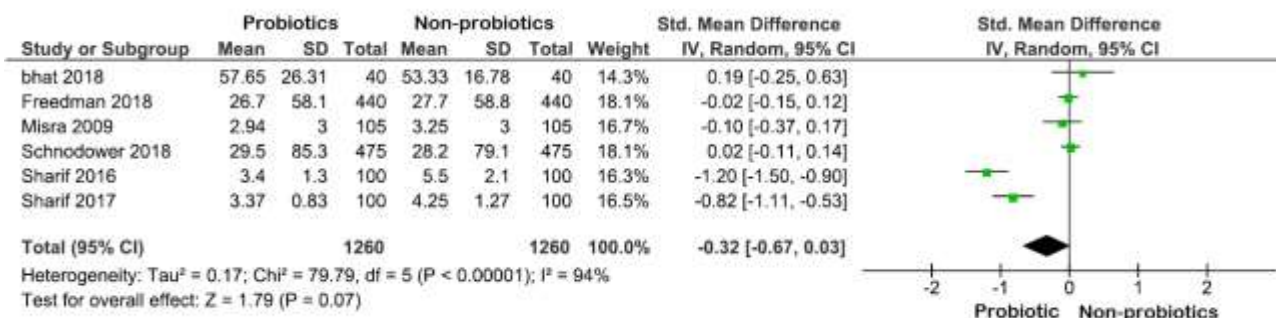 Probiotics Non-probiotics Std. Mean Difference Std. Mean Difference
Study or Subgroup Mean SD Total Mean SD Total Weight IV, Random, 95% CI IV, Random, 95% CI
bhat 2018 57.65 26.31 40 53.33 16.78 40 14.3% 0.19 [-0.25, 0.63]
Freedman 2018 26.7 58.1 440 27.7 58.8 440 18.1% -0.02 [-0.15, 0.12]
Misra 2009 2.94 3 105 3.25 3 105 16.7% -0.10 [-0.37, 0.17]
Schnodower 2018 29.5 85.3 475 28.2 79.1 475 18.1% 0.02 [-0.11, 0.14]
Sharif 2016 3.4 1.3 100 5.5 2.1 100 16.3% -1.20 [-1.50, -0.90]
Sharif 2017 3.37 0.83 100 4.25 1.27 100 16.5% -0.82 [-1.11, -0.53]
Total (95% CI) 1260 1260 100.0% -0.32 [-0.67, 0.03]
Heterogeneity: Tau² = 0.17; Chi² = 79.79, df = 5 (P < 0.00001); I² = 94%
Test for overall effect: Z = 1.79 (P = 0.07)
-2 -1 0 1 2
Probiotic Non-probiotics